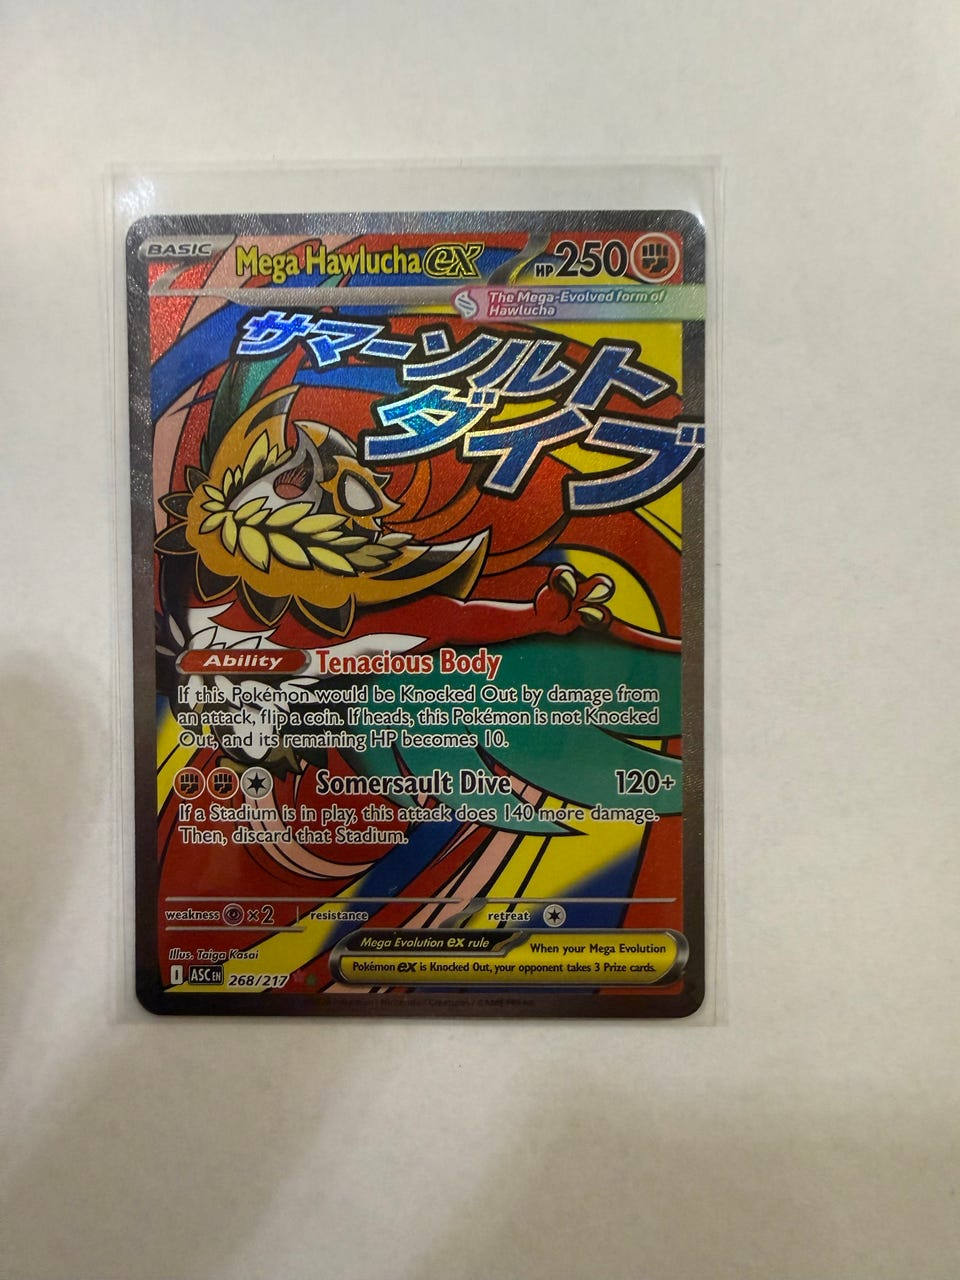 BASIC
Mega Hawlucha ex
HP 250
The Mega-Evolved form of
Hawlucha
サマーソルト
ダイブ
Ability Tenacious Body
If this Pokémon would be Knocked Out by damage from
an attack, flip a coin. If heads, this Pokémon is not Knocked
Out, and its remaining HP becomes 10.
Somersault Dive 120+
If a Stadium is in play, this attack does 140 more damage.
Then, discard that Stadium.
weakness ×2 resistance retreat
Mega Evolution ex rule
When your Mega Evolution
Pokémon ex is Knocked Out, your opponent takes 3 Prize cards.
Illus. Taiga Kasai
I ASC EN 268/217